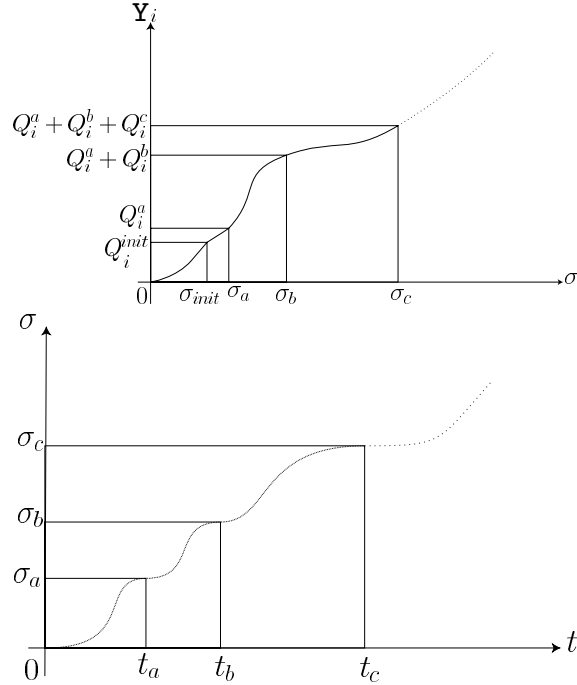 Y_i
Q_i^a + Q_i^b + Q_i^c
Q_i^a + Q_i^b
Q_i^a
Q_i^{init}
0 σ_{init} σ_a σ_b σ_c σ
σ
σ_c
σ_b
σ_a
0 t_a t_b t_c t